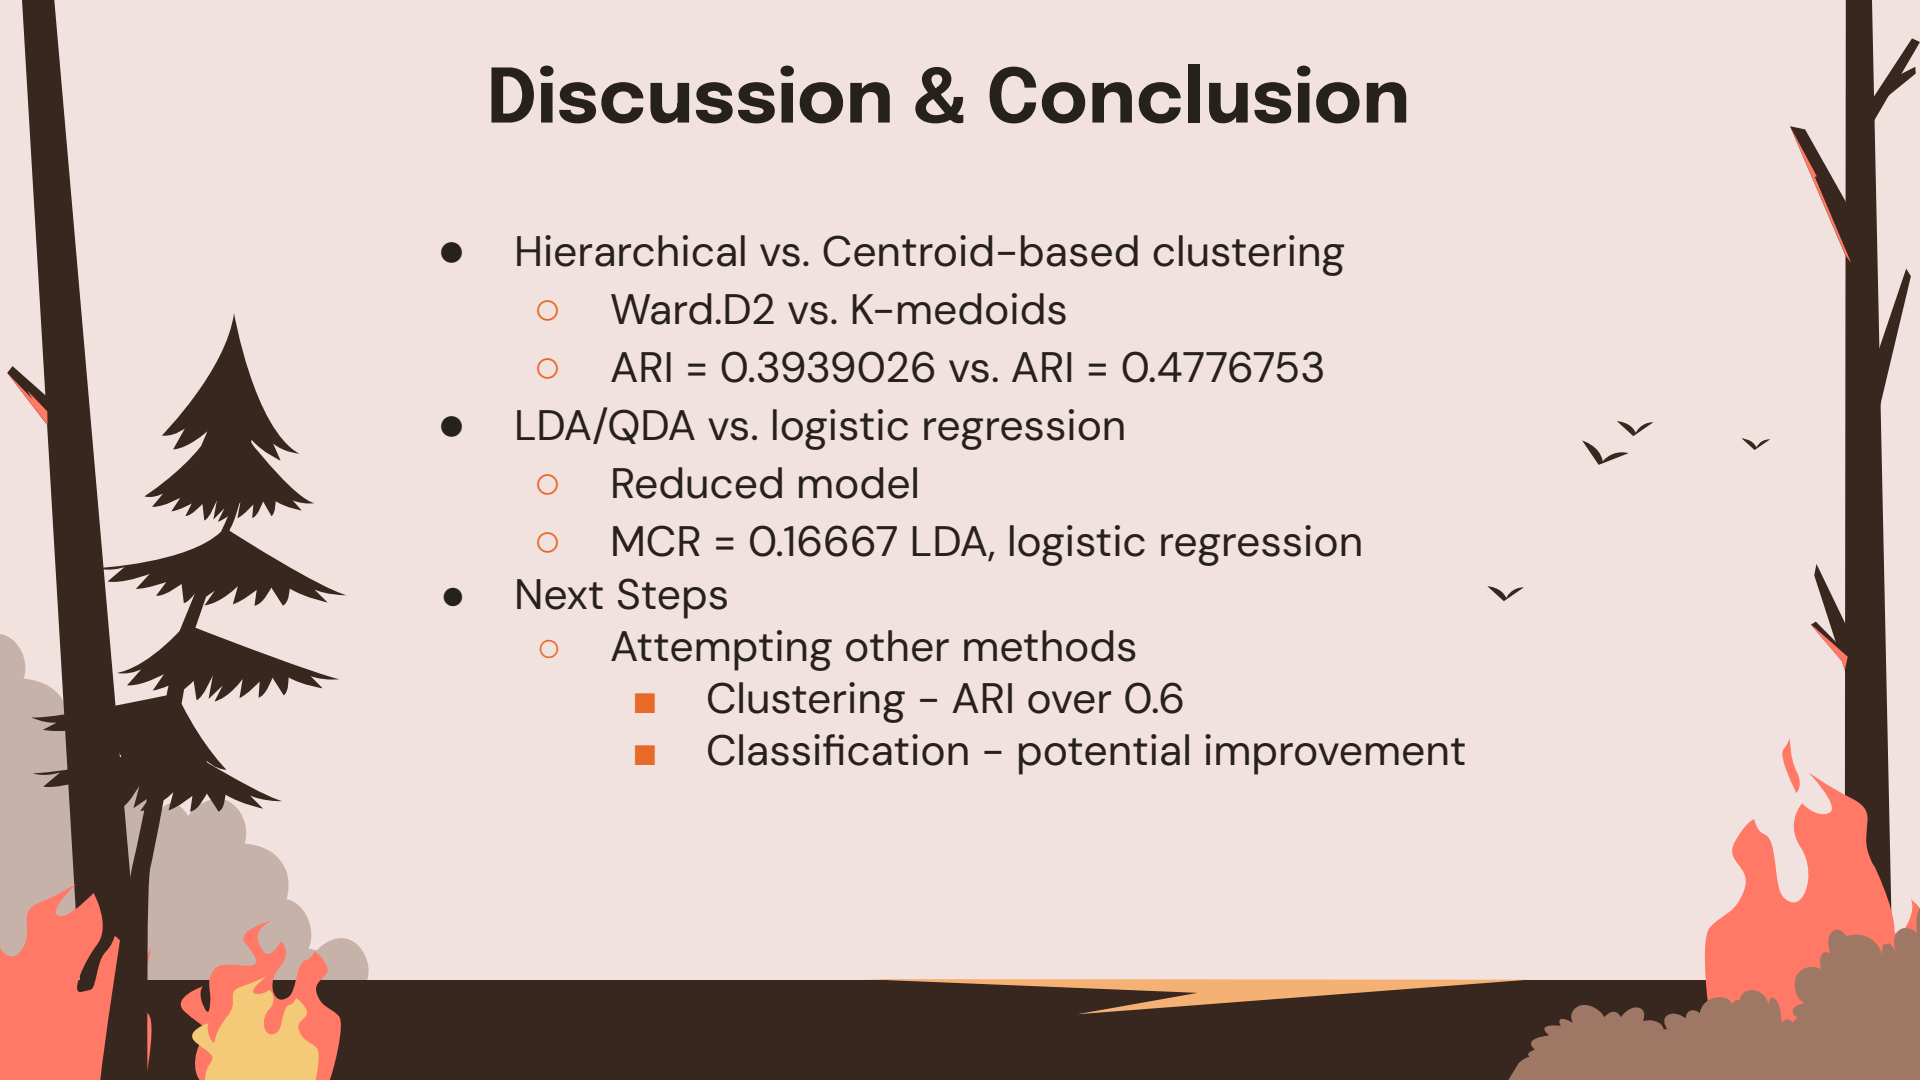 Discussion & Conclusion
● Hierarchical vs. Centroid-based clustering
○ Ward.D2 vs. K-medoids
○ ARI = 0.3939026 vs. ARI = 0.4776753
● LDA/QDA vs. logistic regression
○ Reduced model
○ MCR = 0.16667 LDA, logistic regression
● Next Steps
○ Attempting other methods
■ Clustering - ARI over 0.6
■ Classification - potential improvement